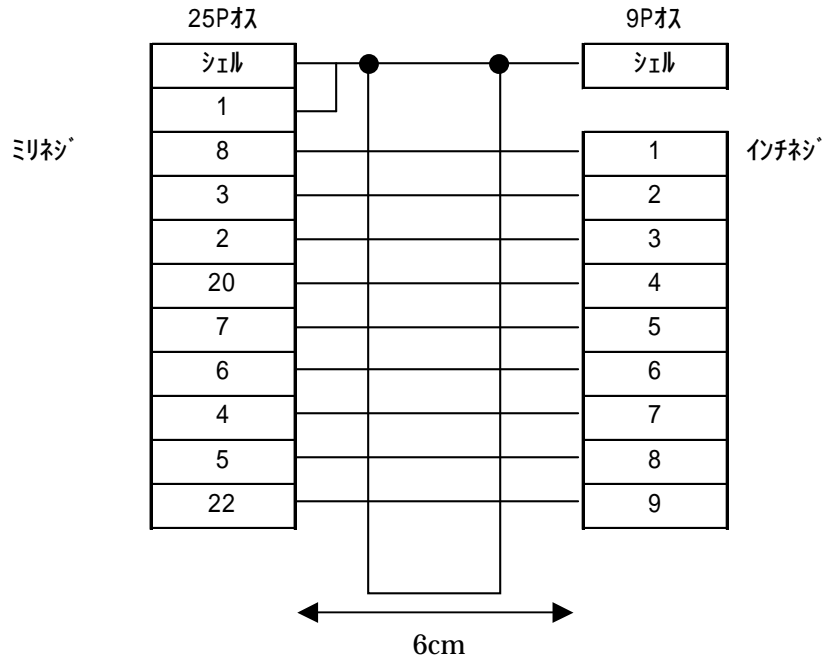 25Pｵｽ 9Pｵｽ
ｼｪﾙ ｼｪﾙ
1
ﾐﾘﾈｼﾞ 8 1 ｲﾝﾁﾈｼﾞ
3 2
2 3
20 4
7 5
6 6
4 7
5 8
22 9
6cm